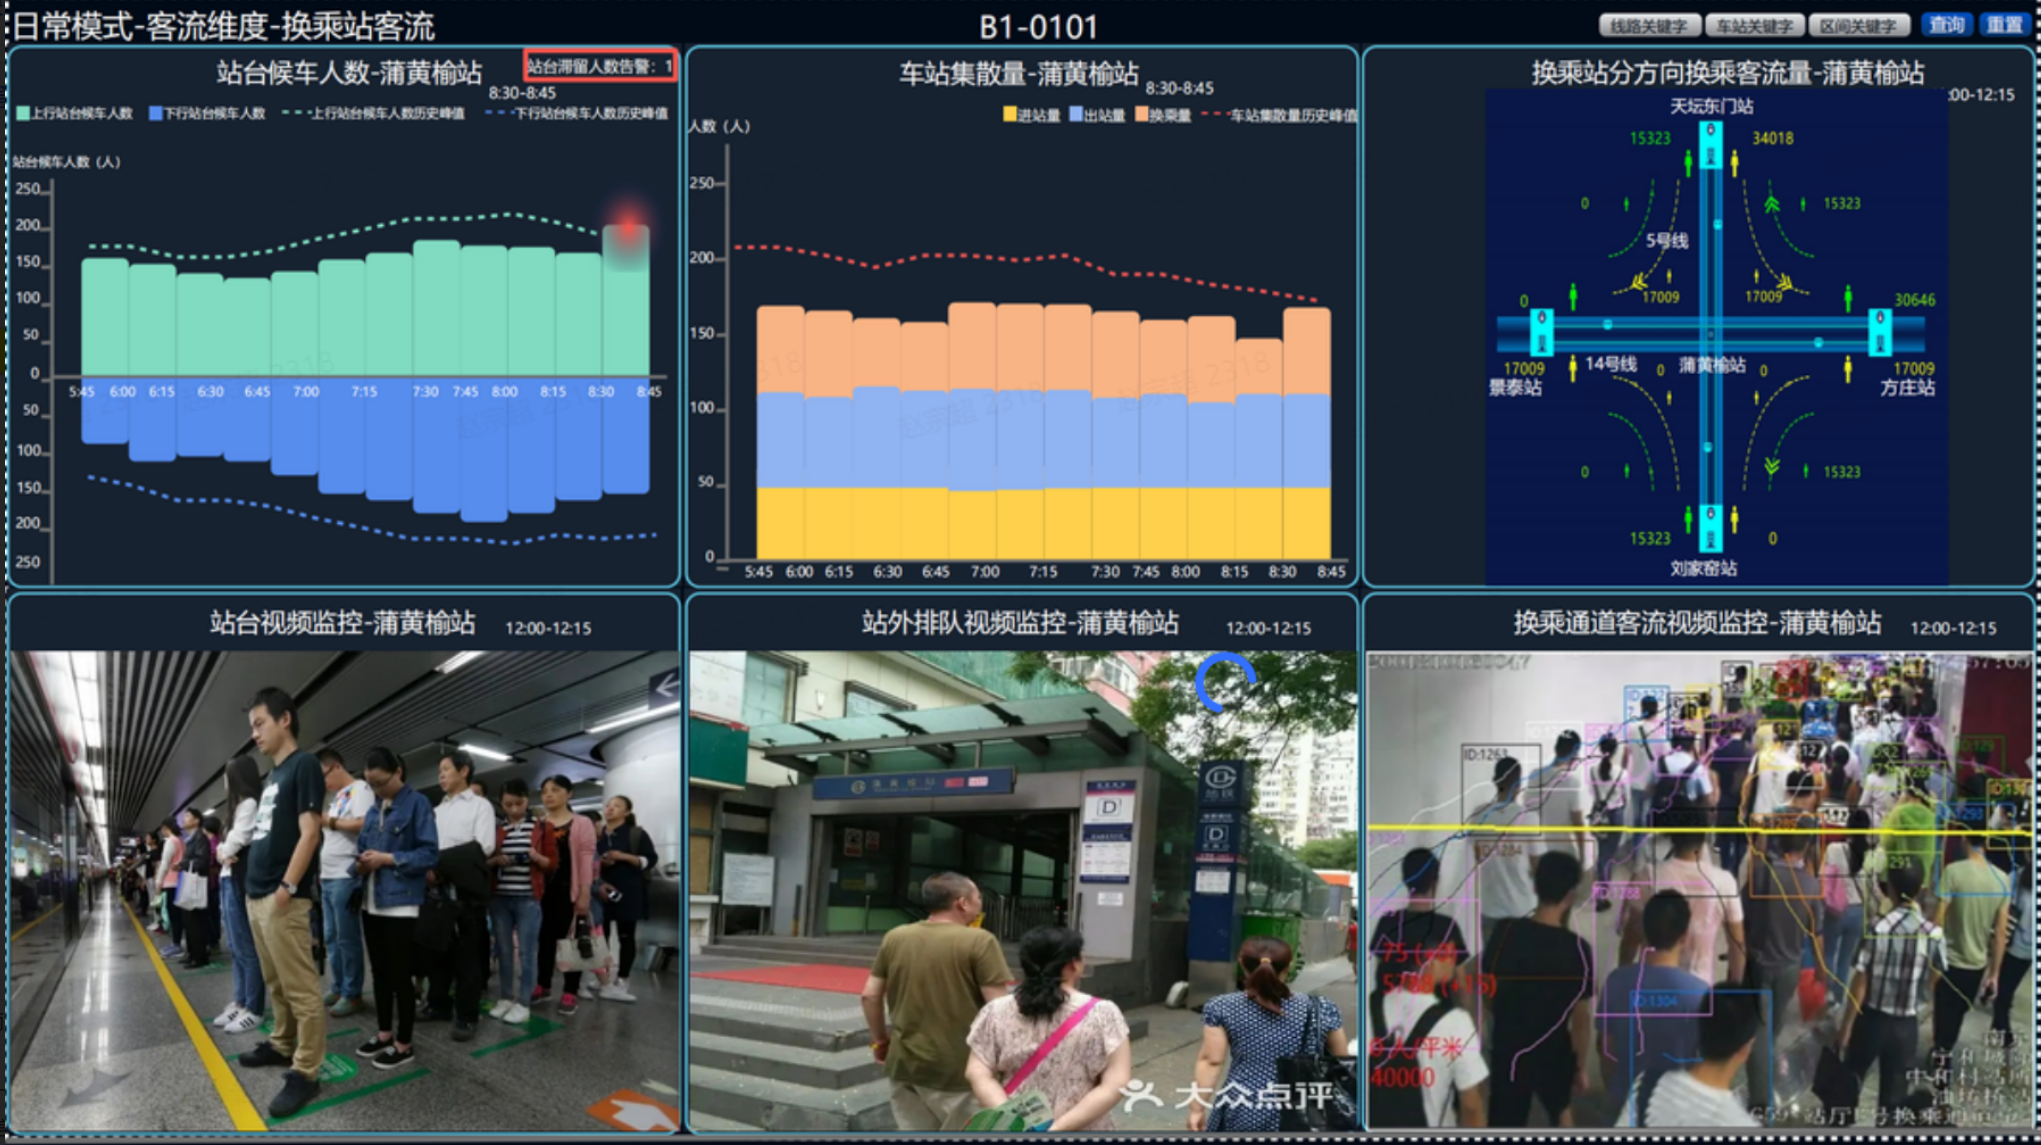 日常模式-客流维度-换乘站客流
B1-0101
线路关键字 车站关键字 区间关键字 查询 重置
站台候车人数-蒲黄榆站
站台滞留人数告警：1
8:30-8:45
上行站台候车人数 下行站台候车人数 上行站台候车人数历史峰值 下行站台候车人数历史峰值
站台候车人数（人）
250
200
150
100
50
0
5:45 6:00 6:15 6:30 6:45 7:00 7:15 7:30 7:45 8:00 8:15 8:30 8:45
50
100
150
200
250
车站集散量-蒲黄榆站
8:30-8:45
进站量 出站量 换乘量 车站集散量历史峰值
人数（人）
250
200
150
100
50
0
5:45 6:00 6:15 6:30 6:45 7:00 7:15 7:30 7:45 8:00 8:15 8:30 8:45
换乘站分方向换乘客流量-蒲黄榆站
:00-12:15
天坛东门站
15323 34018
0 15323
5号线
17009 17009
0 30646
17009 14号线 0 蒲黄榆站 0 17009
景泰站 方庄站
0 15323
15323 0
刘家窑站
站台视频监控-蒲黄榆站
12:00-12:15
站外排队视频监控-蒲黄榆站
12:00-12:15
蒲黄榆站
D
地铁
D
大众点评
换乘通道客流视频监控-蒲黄榆站
12:00-12:15
ID:1263
ID:1304
人/平米
40000